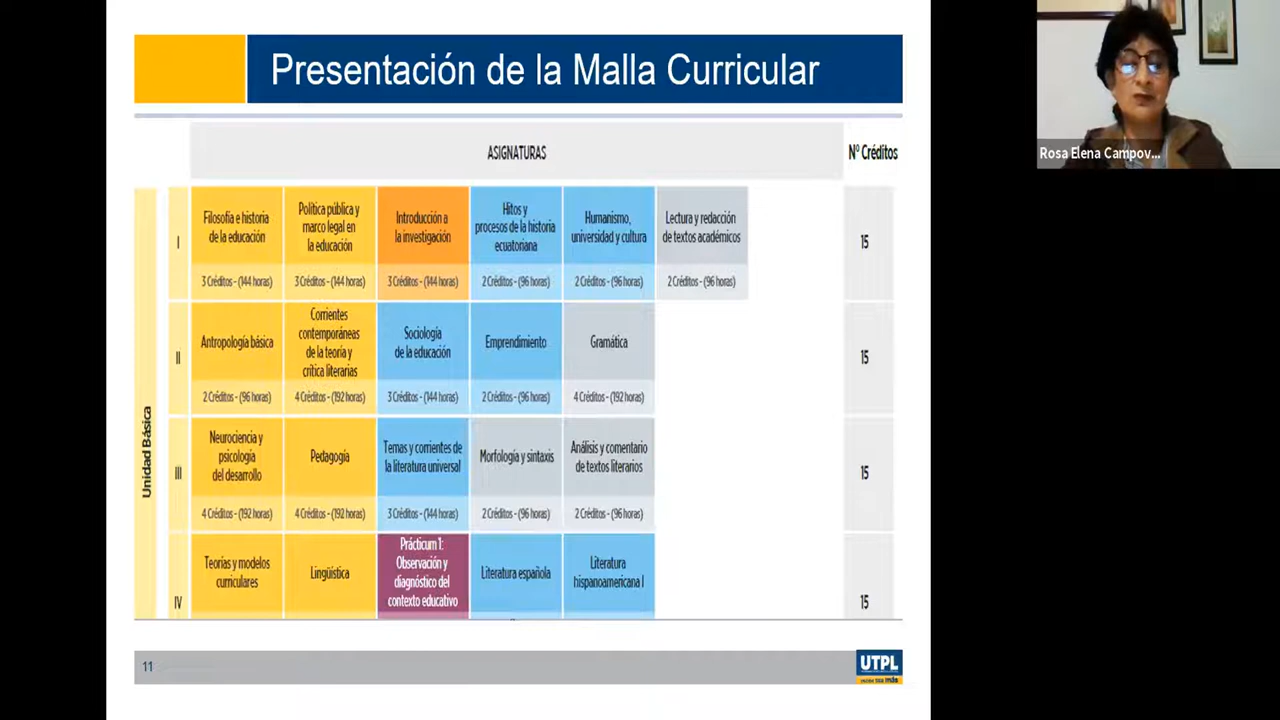 Presentación de la Malla Curricular
ASIGNATURAS
Nº Créditos
Unidad Básica
I
Filosofía e historia
de la educación
3 Créditos - (144 horas)
Política pública y
marco legal en
la educación
3 Créditos - (144 horas)
Introducción a
la investigación
3 Créditos - (144 horas)
Hitos y
procesos de la historia
ecuatoriana
2 Créditos - (96 horas)
Humanismo,
universidad y cultura
2 Créditos - (96 horas)
Lectura y redacción
de textos académicos
2 Créditos - (96 horas)
15
II
Antropología básica
2 Créditos - (96 horas)
Corrientes
contemporáneas
de la teoría y
crítica literarias
4 Créditos - (192 horas)
Sociología
de la educación
3 Créditos - (144 horas)
Emprendimiento
2 Créditos - (96 horas)
Gramática
4 Créditos - (192 horas)
15
III
Neurociencia y
psicología
del desarrollo
4 Créditos - (192 horas)
Pedagogía
4 Créditos - (192 horas)
Temas y corrientes de
la literatura universal
3 Créditos - (144 horas)
Morfología y sintaxis
2 Créditos - (96 horas)
Análisis y comentario
de textos literarios
2 Créditos - (96 horas)
15
IV
Teorías y modelos
curriculares
Lingüística
Prácticum 1:
Observación y
diagnóstico del
contexto educativo
Literatura española
Literatura
hispanoamericana I
15
11
UTPL
Rosa Elena Campov...